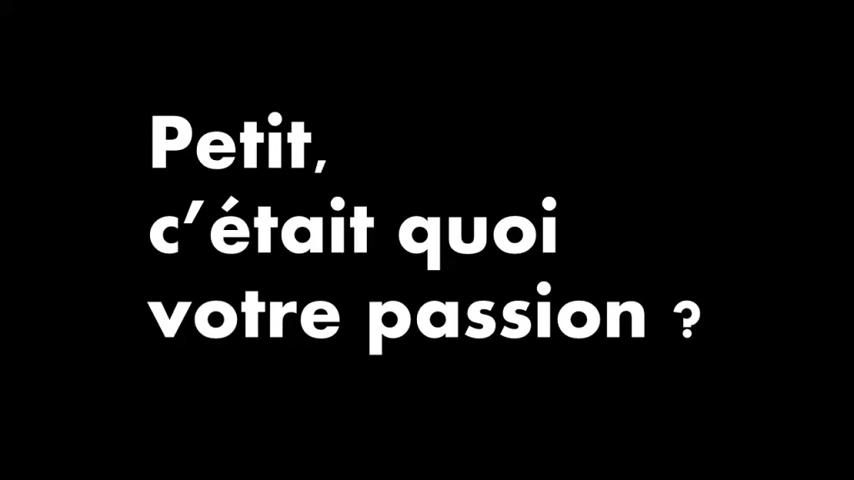 Petit,
c’était quoi
votre passion ?